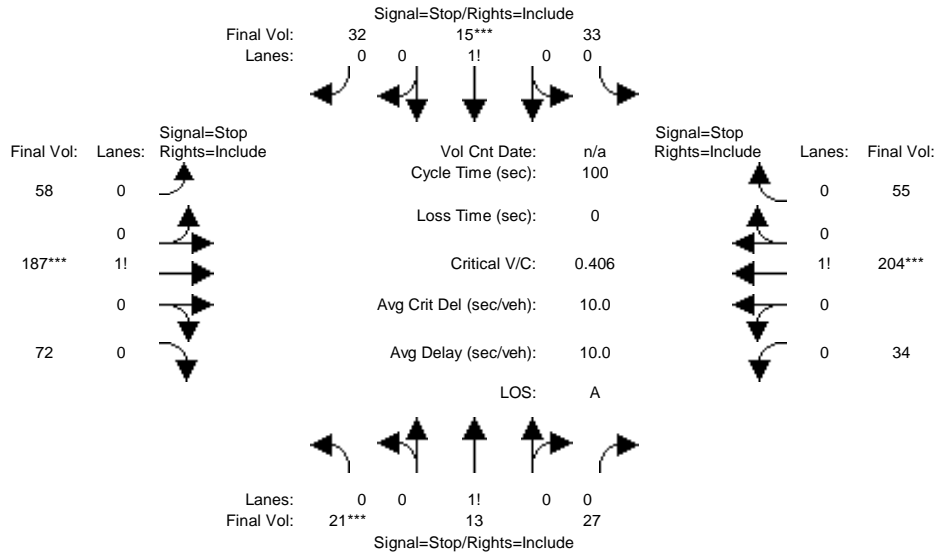 Signal=Stop/Rights=Include
Final Vol: 32 15*** 33
Lanes: 0 0 1! 0 0
Signal=Stop Signal=Stop
Final Vol: Lanes: Rights=Include Vol Cnt Date: n/a Rights=Include Lanes: Final Vol:
Cycle Time (sec): 100
58 0 0 55
Loss Time (sec): 0
0 0
187*** 1! Critical V/C: 0.406 1! 204***
0 Avg Crit Del (sec/veh): 10.0 0
72 0 Avg Delay (sec/veh): 10.0 0 34
LOS: A
Lanes: 0 0 1! 0 0
Final Vol: 21*** 13 27
Signal=Stop/Rights=Include